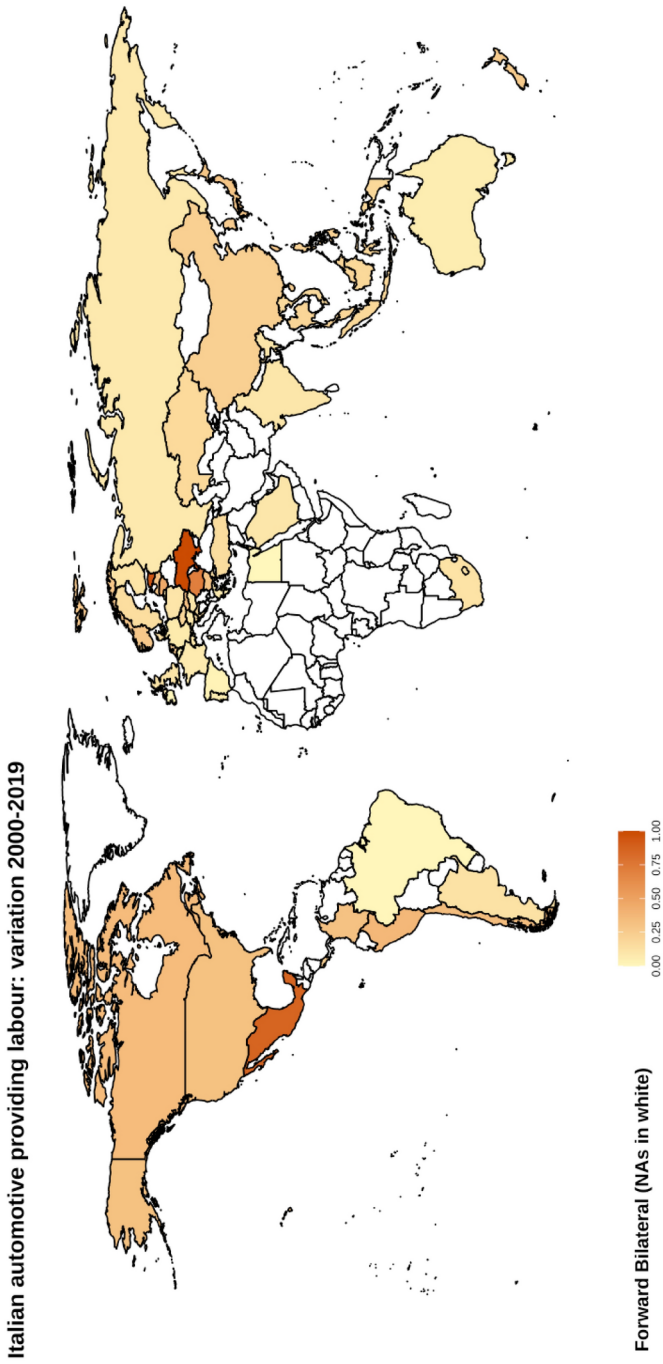 Italian automotive providing labour: variation 2000-2019
Forward Bilateral (NAs in white)
0.00 0.25 0.50 0.75 1.00